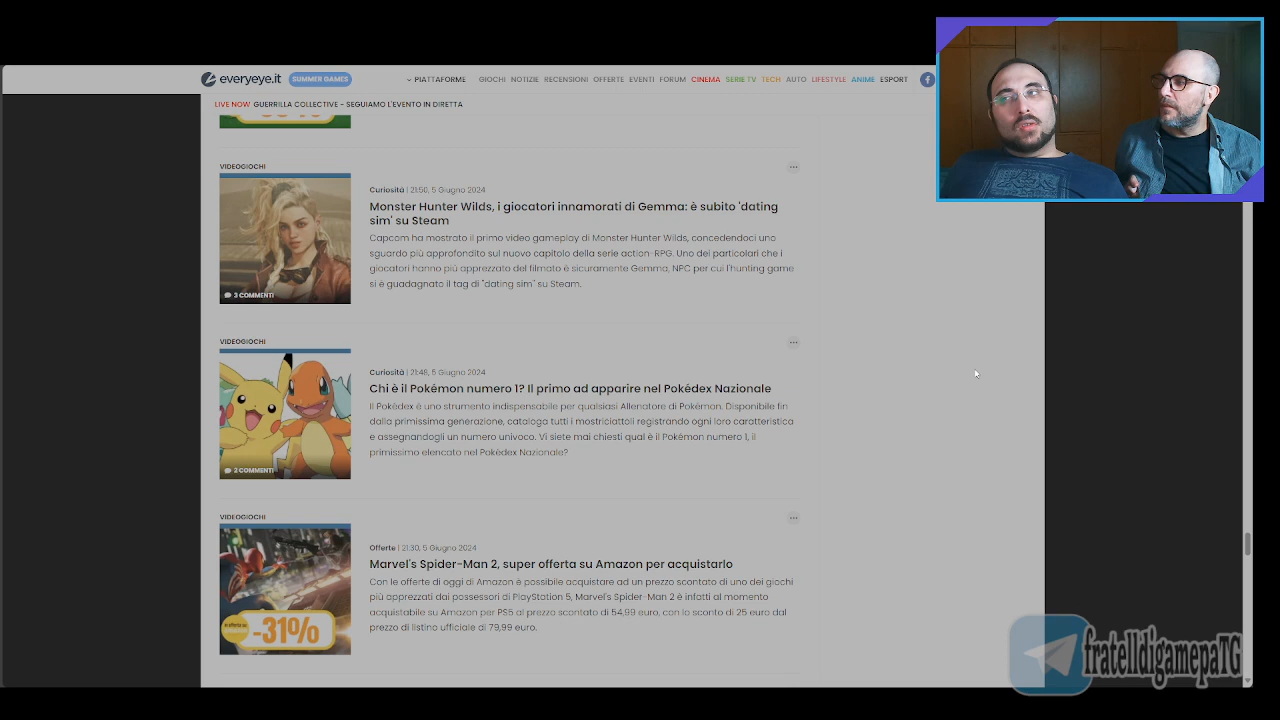 everyeye.it SUMMER GAMES PIATTAFORME GIOCHI NOTIZIE RECENSIONI OFFERTE EVENTI FORUM CINEMA SERIE TV TECH AUTO LIFESTYLE ANIME ESPORT
LIVE NOW GUERRILLA COLLECTIVE - SEGUIAMO L'EVENTO IN DIRETTA
VIDEOGIOCHI
Curiosità | 21:50, 5 Giugno 2024
Monster Hunter Wilds, i giocatori innamorati di Gemma: è subito 'dating
sim' su Steam
Capcom ha mostrato il primo video gameplay di Monster Hunter Wilds, concedendoci uno
sguardo più approfondito sul nuovo capitolo della serie action-RPG. Uno dei particolari che i
giocatori hanno più apprezzato del filmato è sicuramente Gemma, NPC per cui l'hunting game
si è guadagnato il tag di "dating sim" su Steam.
3 COMMENTI
VIDEOGIOCHI
Curiosità | 21:48, 5 Giugno 2024
Chi è il Pokémon numero 1? Il primo ad apparire nel Pokédex Nazionale
Il Pokédex è uno strumento indispensabile per qualsiasi Allenatore di Pokémon. Disponibile fin
dalla primissima generazione, cataloga tutti i mostriciattoli registrando ogni loro caratteristica
e assegnandogli un numero univoco. Vi siete mai chiesti qual è il Pokémon numero 1, il
primissimo elencato nel Pokédex Nazionale?
2 COMMENTI
VIDEOGIOCHI
Offerte | 21:30, 5 Giugno 2024
Marvel's Spider-Man 2, super offerta su Amazon per acquistarlo
Con le offerte di oggi di Amazon è possibile acquistare ad un prezzo scontato di uno dei giochi
più apprezzati dai possessori di PlayStation 5, Marvel's Spider-Man 2 è infatti al momento
acquistabile su Amazon per PS5 al prezzo scontato di 54,99 euro, con lo sconto di 25 euro dal
prezzo di listino ufficiale di 79,99 euro.
-31%
fratelldigamepaTG